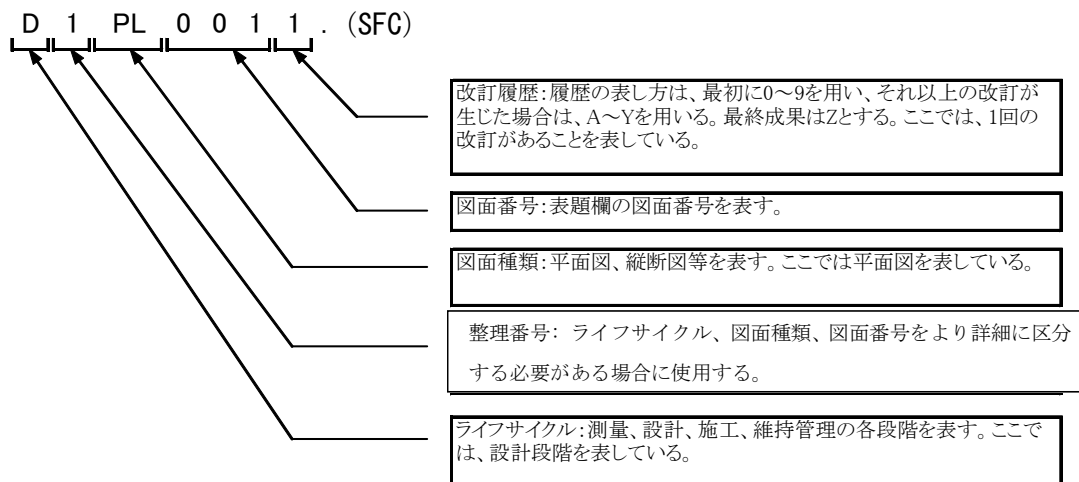 D 1 PL 0 0 1 1 . (SFC)
改訂履歴:履歴の表し方は、最初に0～9を用い、それ以上の改訂が
生じた場合は、A～Yを用いる。最終成果はZとする。ここでは、1回の
改訂があることを表している。
図面番号:表題欄の図面番号を表す。
図面種類:平面図、縦断図等を表す。ここでは平面図を表している。
整理番号: ライフサイクル、図面種類、図面番号をより詳細に区分
する必要がある場合に使用する。
ライフサイクル:測量、設計、施工、維持管理の各段階を表す。ここで
は、設計段階を表している。